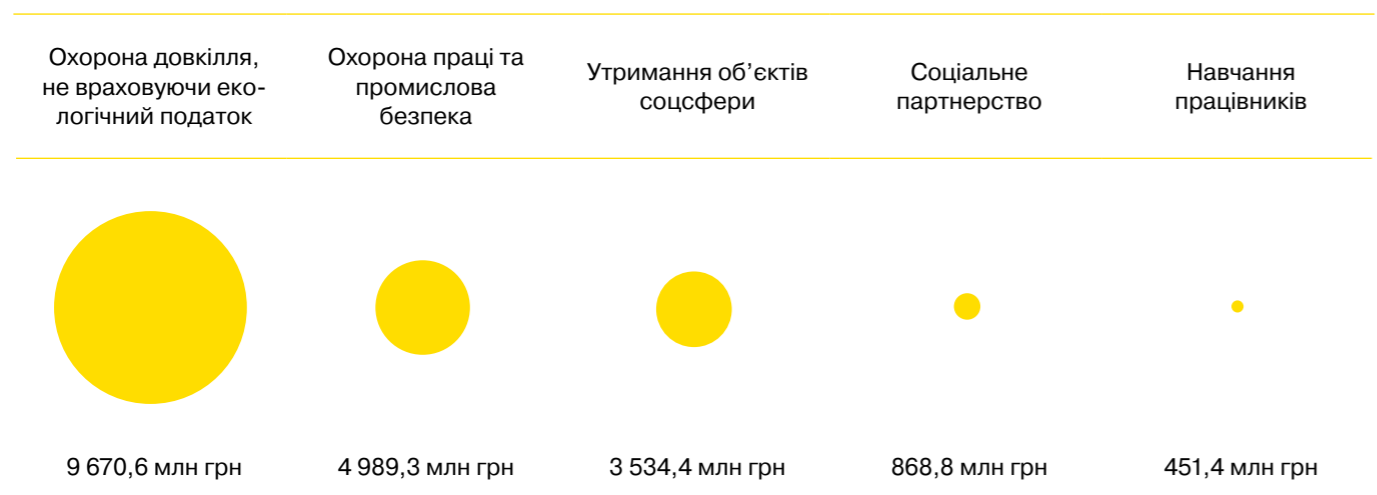 Охорона довкілля,
не враховуючи еко-
логічний податок
Охорона праці та
промислова
безпека
Утримання об’єктів
соцсфери
Соціальне
партнерство
Навчання
працівників
9 670,6 млн грн
4 989,3 млн грн
3 534,4 млн грн
868,8 млн грн
451,4 млн грн